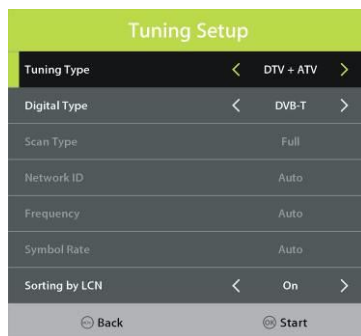 Tuning Setup
Tuning Type DTV + ATV
Digital Type DVB-T
Scan Type Full
Network ID Auto
Frequency Auto
Symbol Rate Auto
Sorting by LCN On
Back Start